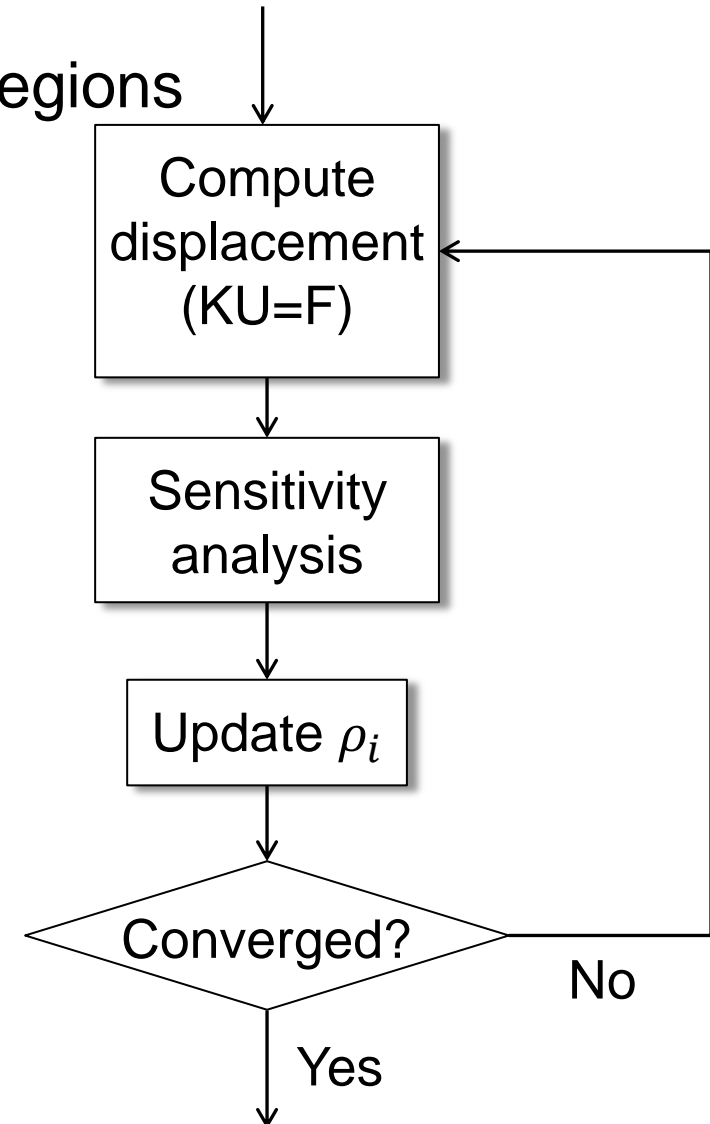 egions
Compute
displacement
(KU=F)
Sensitivity
analysis
Update ρᵢ
Converged?
No
Yes